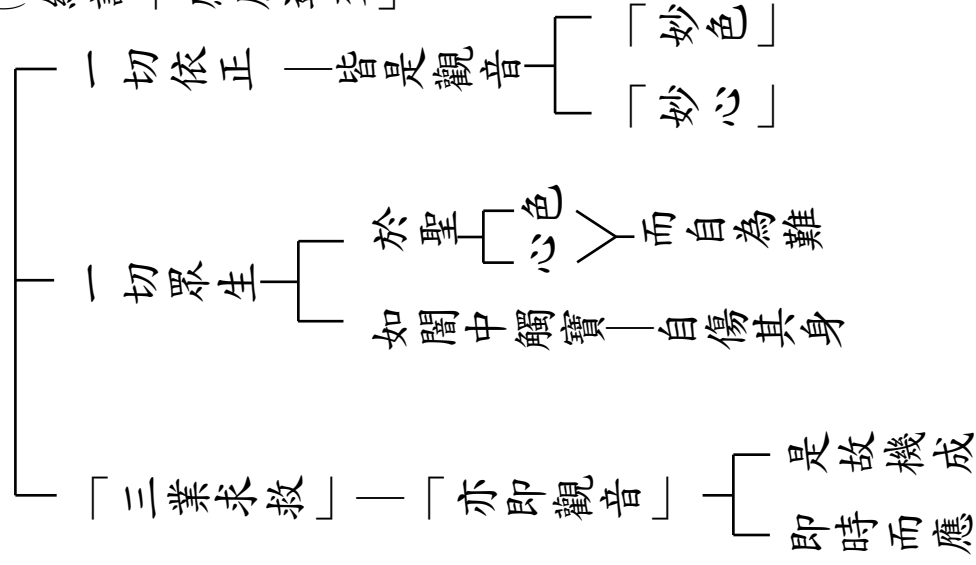 一切依正
皆是觀音
「妙色」
「妙心」
一切眾生
於聖
色
心
而自為難
如闇中觸寶
自傷其身
「三業求救」
「亦即觀音」
是故機成
即時而應